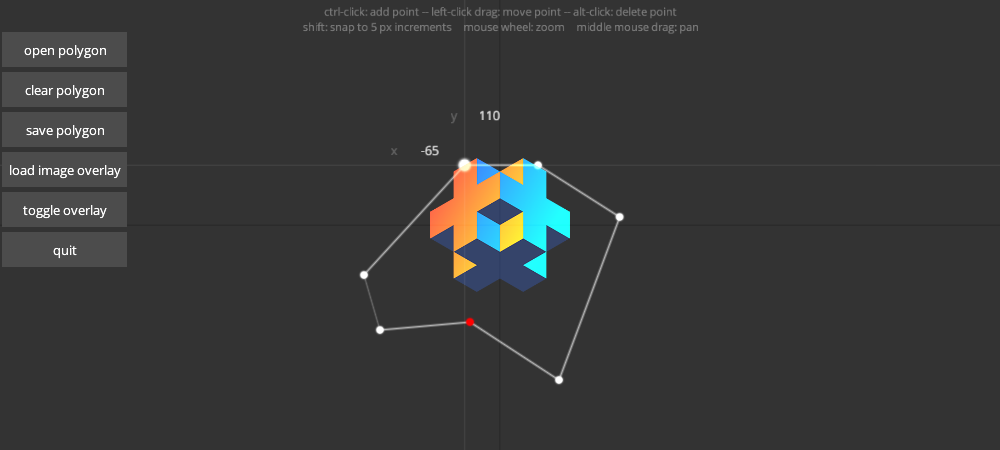 ctrl-click: add point -- left-click drag: move point -- alt-click: delete point
shift: snap to 5 px increments    mouse wheel: zoom    middle mouse drag: pan
open polygon
clear polygon
save polygon
load image overlay
toggle overlay
quit
y 110
x -65